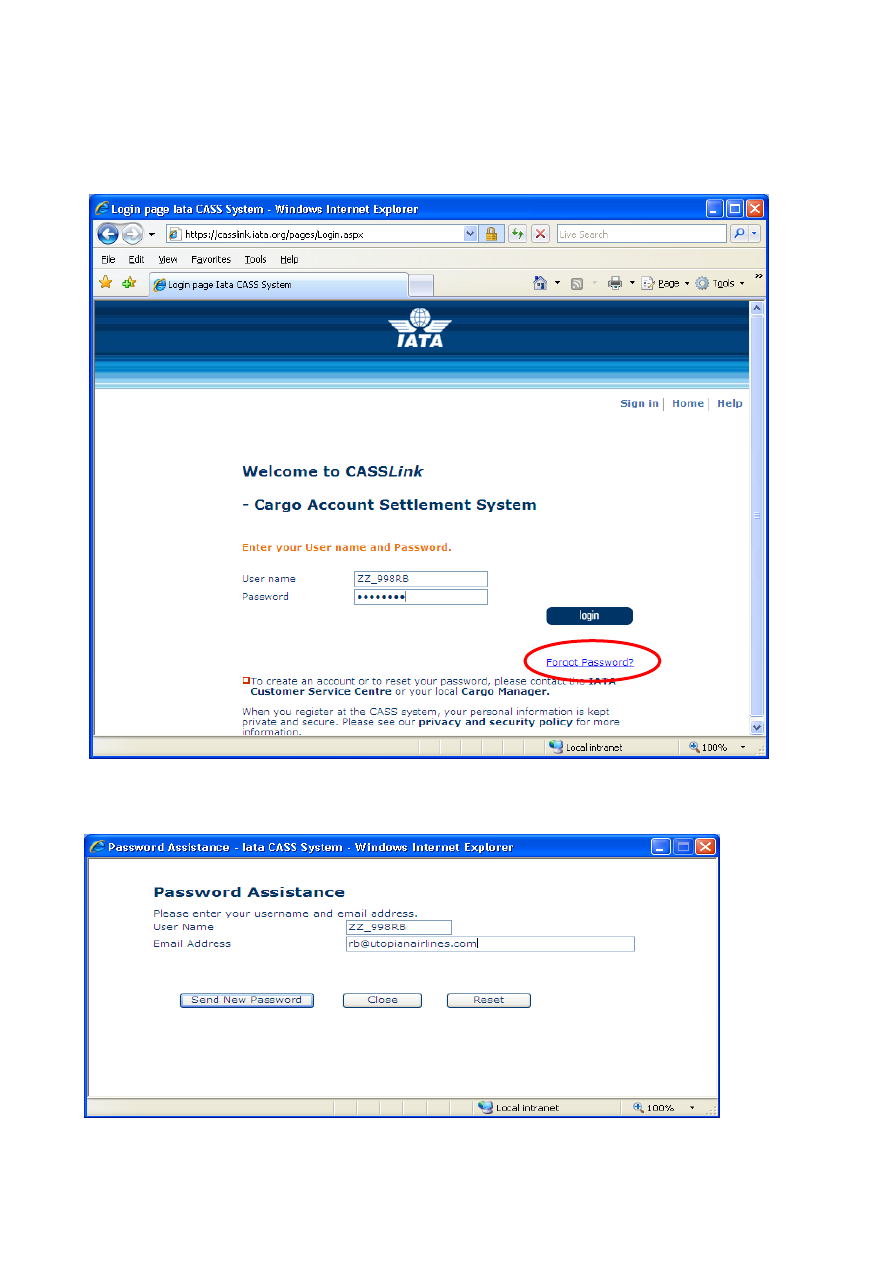 Login page Iata CASS System - Windows Internet Explorer
https://casslink.iata.org/pages/Login.aspx
Live Search
File Edit View Favorites Tools Help
Login page Iata CASS System
Page Tools »
IATA
Sign in | Home | Help
Welcome to CASSLink
- Cargo Account Settlement System
Enter your User name and Password.
User name ZZ_998RB
Password ••••••••
login
Forgot Password?
To create an account or to reset your password, please contact the IATA
Customer Service Centre or your local Cargo Manager.
When you register at the CASS system, your personal information is kept
private and secure. Please see our privacy and security policy for more
information.
Local intranet 100%
Password Assistance - Iata CASS System - Windows Internet Explorer
Password Assistance
Please enter your username and email address.
User Name ZZ_998RB
Email Address rb@utopianairlines.com
Send New Password Close Reset
Local intranet 100%